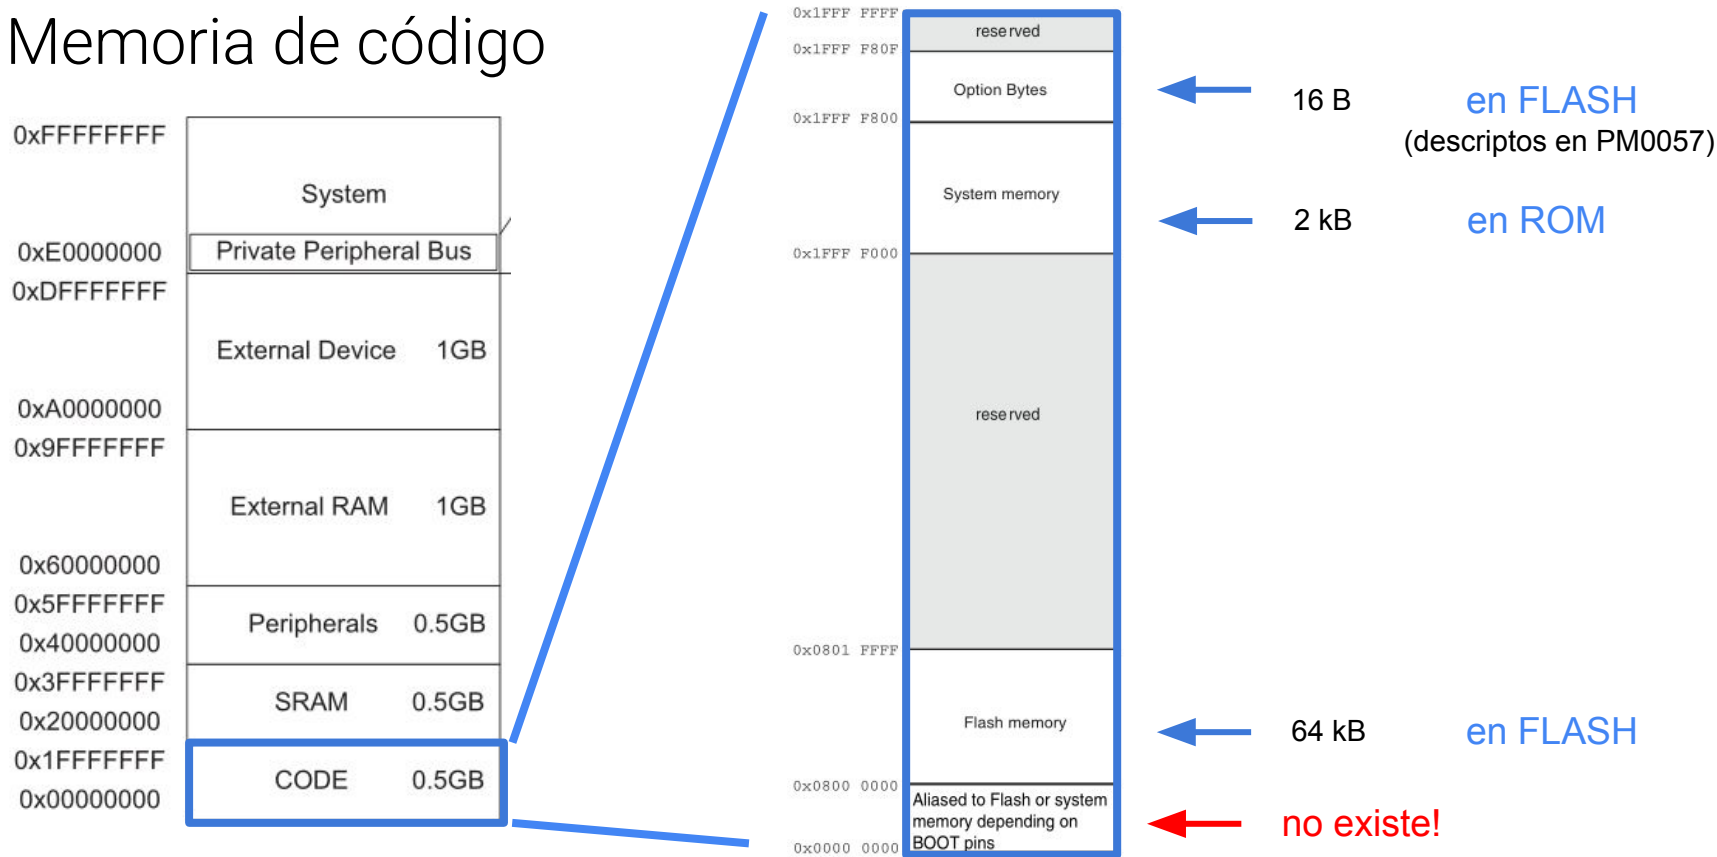 Memoria de código
0xFFFFFFFF
System
0xE0000000
Private Peripheral Bus
0xDFFFFFFF
External Device 1GB
0xA0000000
0x9FFFFFFF
External RAM 1GB
0x60000000
0x5FFFFFFF
Peripherals 0.5GB
0x40000000
0x3FFFFFFF
SRAM 0.5GB
0x20000000
0x1FFFFFFF
CODE 0.5GB
0x00000000
0x1FFF FFFF
reserved
0x1FFF F80F
Option Bytes
0x1FFF F800
System memory
0x1FFF F000
reserved
0x0801 FFFF
Flash memory
0x0800 0000
Aliased to Flash or system
memory depending on
BOOT pins
0x0000 0000
16 B en FLASH
(descriptos en PM0057)
2 kB en ROM
64 kB en FLASH
no existe!